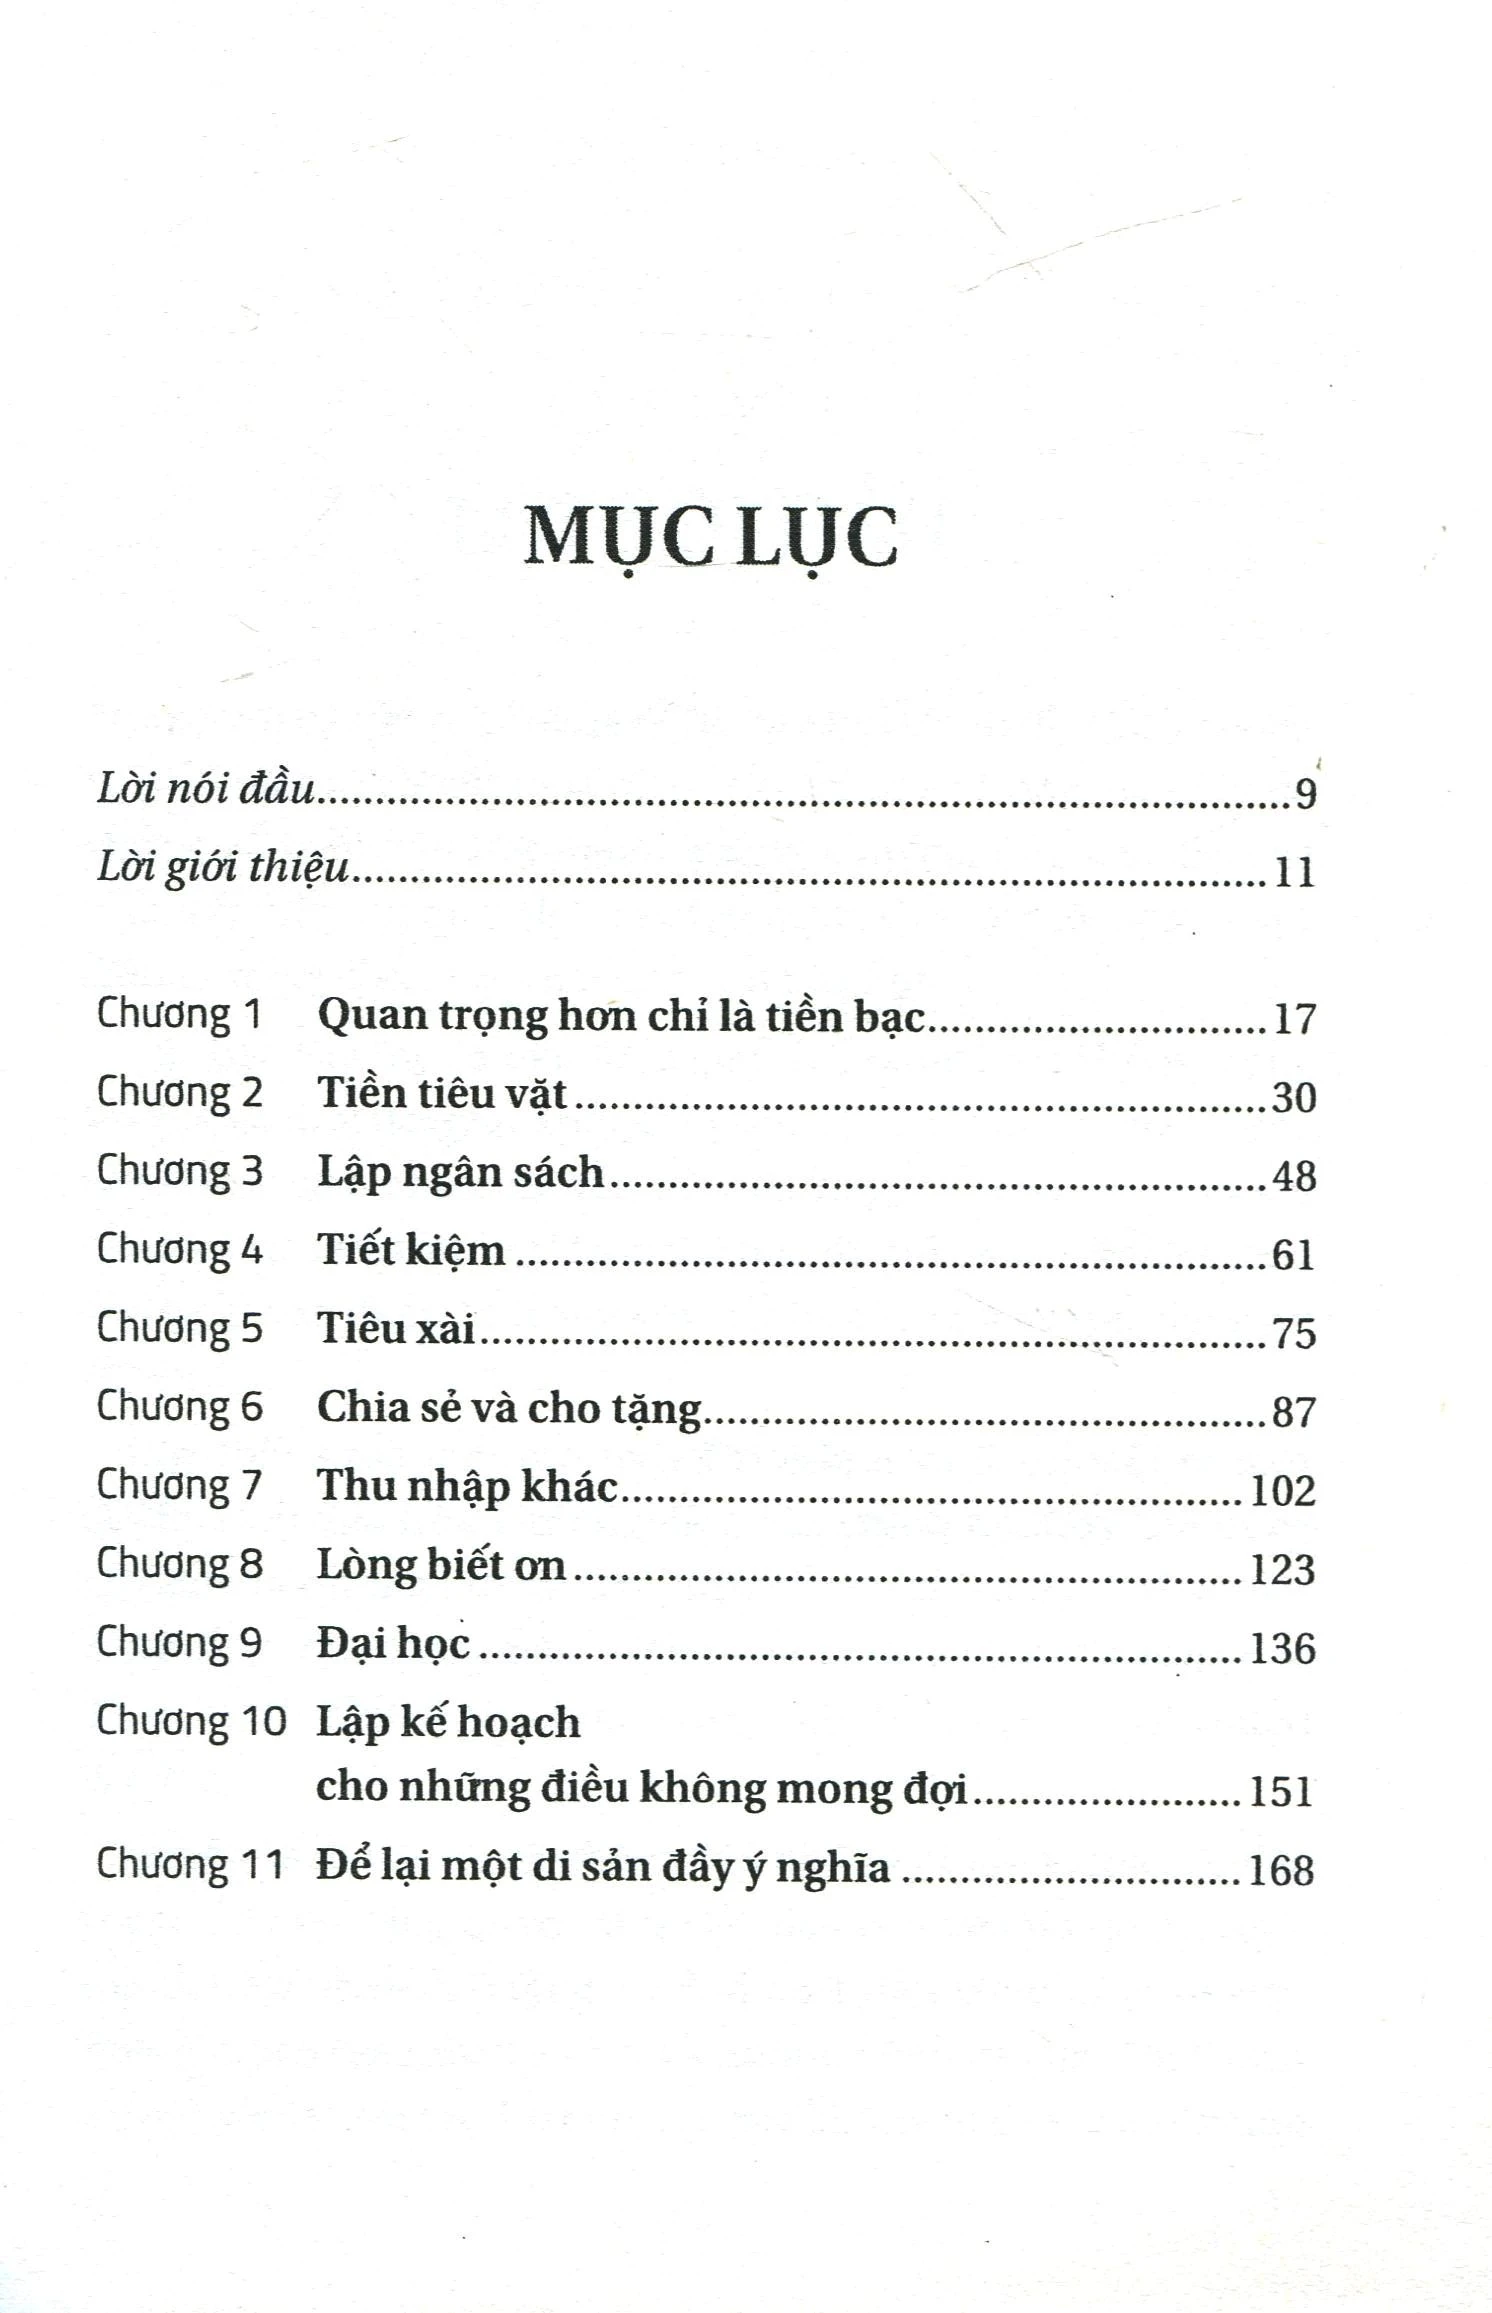 MỤC LỤC
Lời nói đầu....................................................................................9
Lời giới thiệu..............................................................................11
Chương 1 Quan trọng hơn chỉ là tiền bạc.............................17
Chương 2 Tiền tiêu vặt...........................................................30
Chương 3 Lập ngân sách........................................................48
Chương 4 Tiết kiệm ................................................................61
Chương 5 Tiêu xài...................................................................75
Chương 6 Chia sẻ và cho tặng................................................87
Chương 7 Thu nhập khác.....................................................102
Chương 8 Lòng biết ơn.........................................................123
Chương 9 Đại học .................................................................136
Chương 10 Lập kế hoạch
cho những điều không mong đợi.......................151
Chương 11 Để lại một di sản đầy ý nghĩa .............................168